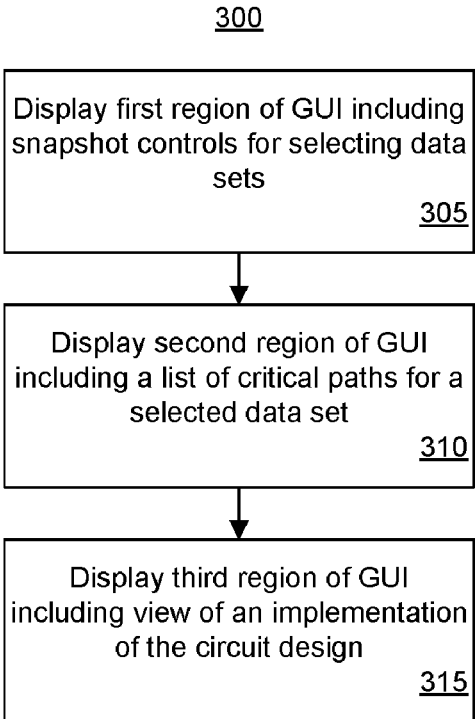 300
Display first region of GUI including
snapshot controls for selecting data
sets
305
Display second region of GUI
including a list of critical paths for a
selected data set
310
Display third region of GUI
including view of an implementation
of the circuit design
315